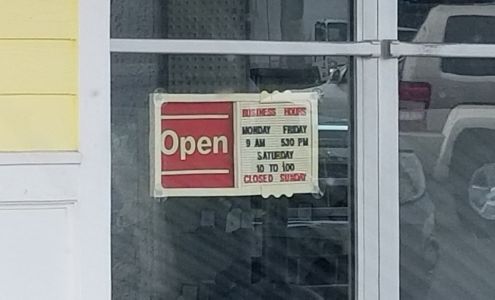 Open
BUSINESS HOURS
MONDAY FRIDAY
9 AM 530 PM
SATURDAY
10 TO 100
CLOSED SUNDAY